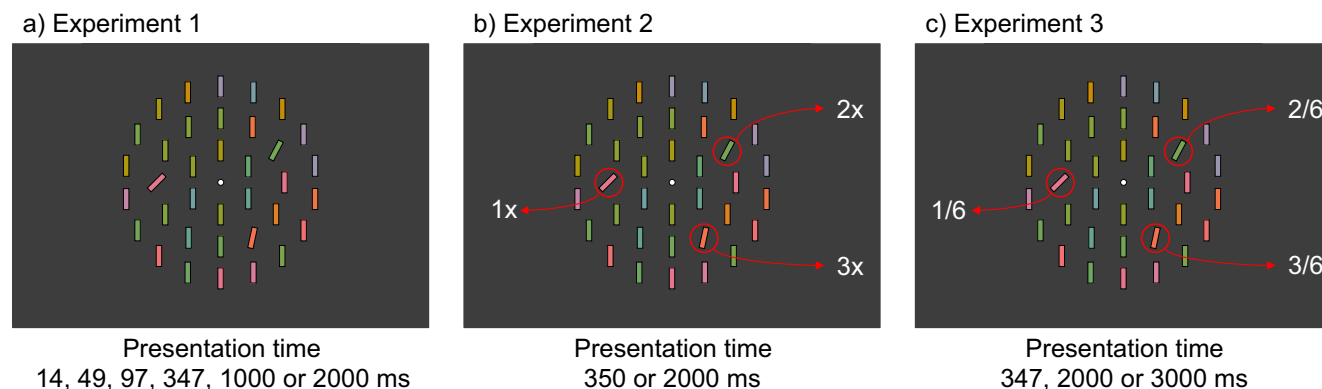 a) Experiment 1
Presentation time
14, 49, 97, 347, 1000 or 2000 ms
b) Experiment 2
2x
1x
3x
Presentation time
350 or 2000 ms
c) Experiment 3
2/6
1/6
3/6
Presentation time
347, 2000 or 3000 ms